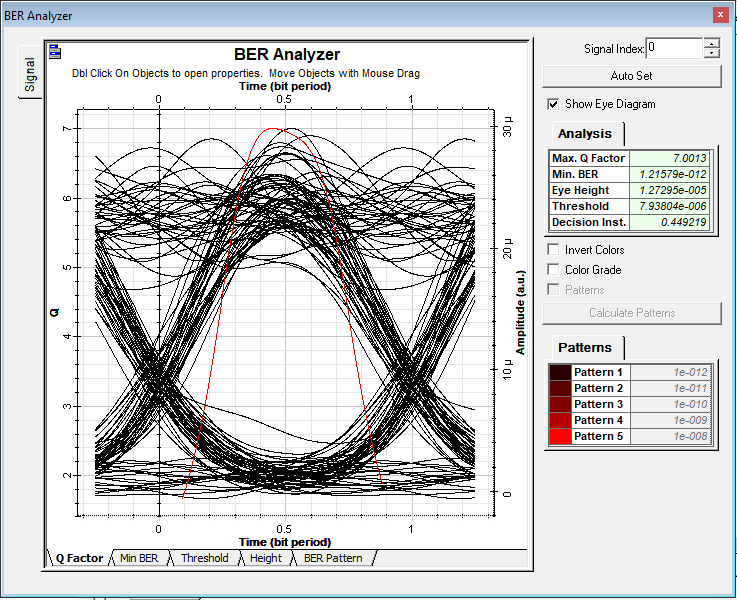 BER Analyzer
Signal
BER Analyzer
Dbl Click On Objects to open properties. Move Objects with Mouse Drag
Time (bit period)
0 0.5 1
7
6
5
4
3
2
Q
30 µ
20 µ
10 µ
0
Amplitude (a.u.)
0 0.5 1
Time (bit period)
Q Factor Min BER Threshold Height BER Pattern
Signal Index: 0
Auto Set
Show Eye Diagram
Analysis
Max. Q Factor 7.0013
Min. BER 1.21579e-012
Eye Height 1.27295e-005
Threshold 7.93804e-006
Decision Inst. 0.449219
Invert Colors
Color Grade
Patterns
Calculate Patterns
Patterns
Pattern 1 1e-012
Pattern 2 1e-011
Pattern 3 1e-010
Pattern 4 1e-009
Pattern 5 1e-008